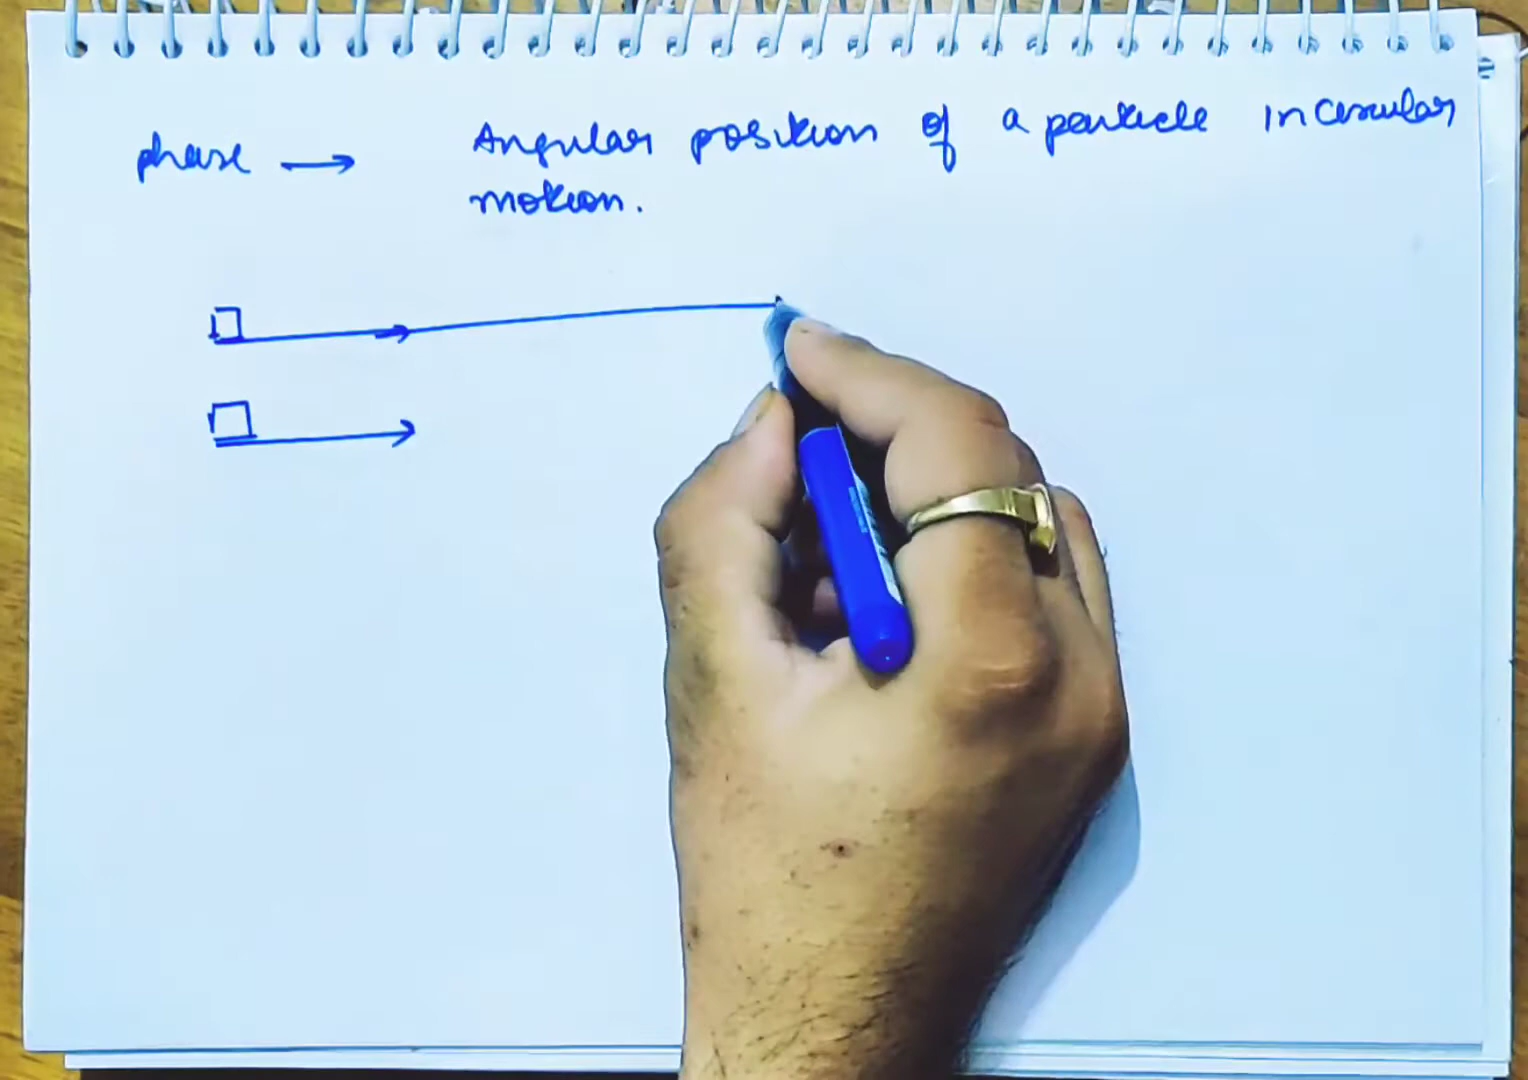 phase → Angular position of a particle in circular
motion.